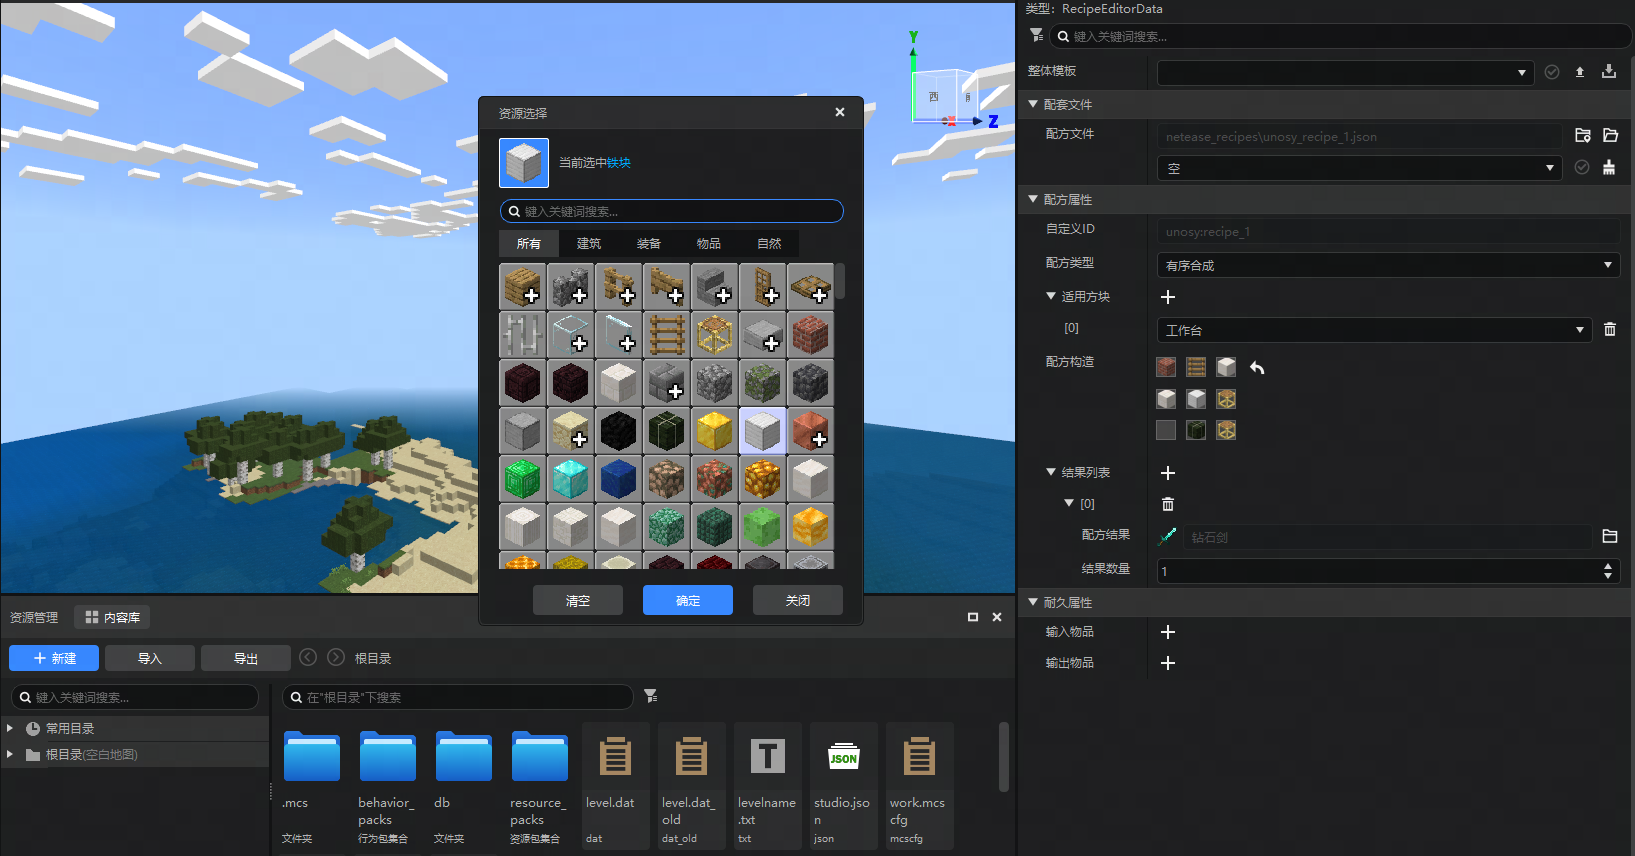 类型：RecipeEditorData
键入关键词搜索...
整体模板
配套文件
配方文件
netease_recipes\unosy_recipe_1.json
空
配方属性
自定义ID
unosy:recipe_1
配方类型
有序合成
适用方块
[0]
工作台
配方构造
结果列表
[0]
配方结果
钻石剑
结果数量
1
耐久属性
输入物品
输出物品
Y
西
X
Z
资源选择
当前选中铁块
键入关键词搜索...
所有
建筑
装备
物品
自然
清空
确定
关闭
资源管理
内容库
新建
导入
导出
根目录
键入关键词搜索...
在"根目录"下搜索
常用目录
根目录(空白地图)
.mcs
文件夹
behavior_
packs
行为包集合
db
文件夹
resource_
packs
资源包集合
level.dat
dat
level.dat_
old
dat_old
T
levelname
.txt
txt
JSON
studio.jso
n
json
work.mcs
cfg
mcscfg